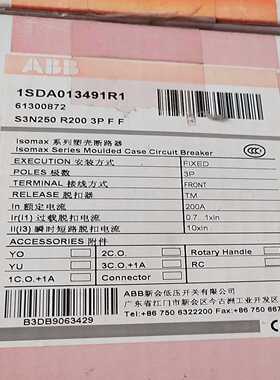 ABB
1SDA013491R1
61300872
S3N250 R200 3P F F
Isomax 系列塑壳断路器
Isomax Series Moulded Case Circuit Breaker
EXECUTION 安装方式 FIXED
POLES 极数 3P
TERMINAL 接线方式 FRONT
RELEASE 脱扣器 TM
In 额定电流 200A
Ir(I1) 过载脱扣电流 0.7..1xIn
Ii(I3) 瞬时短路脱扣电流 10xIn
ACCESSORIES 附件
YO 2C.O Rotary Handle
YU 3C.O.+1A RC
1C.O.+1A Connector
B3DB9063429
ABB新会低压开关有限公司
广东省江门市新会区今古洲工业开发区
Tel:+86 750 6322200 Fax:+86 750